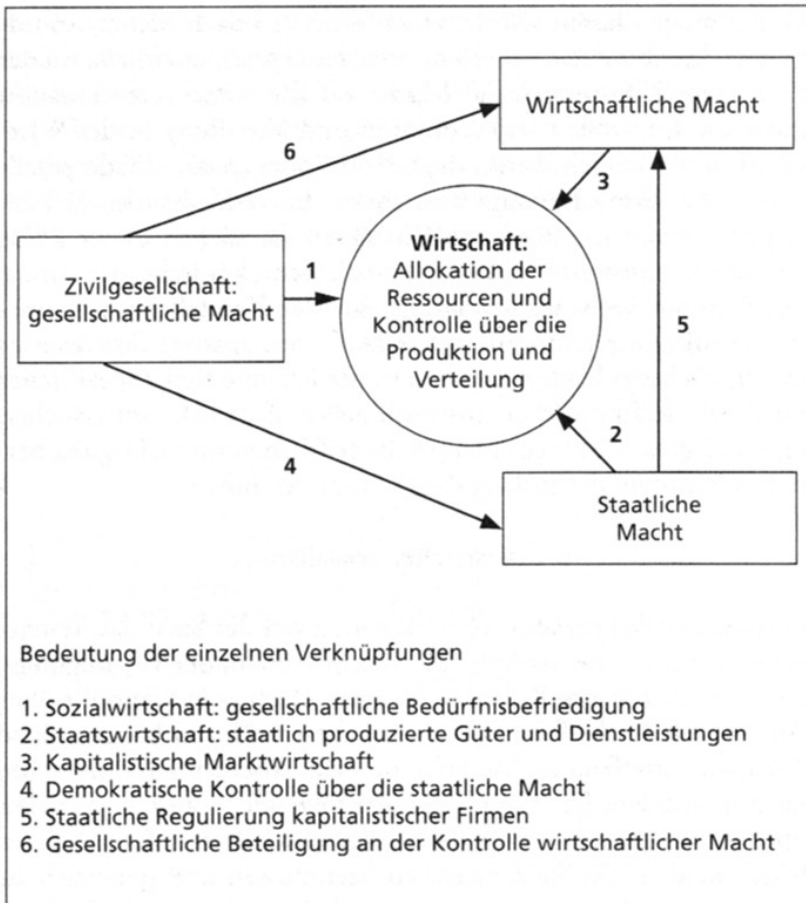 Wirtschaftliche Macht
6
3
Wirtschaft:
Allokation der
Ressourcen und
Kontrolle über die
Produktion und
Verteilung
1
Zivilgesellschaft:
gesellschaftliche Macht
5
2
4
Staatliche
Macht
Bedeutung der einzelnen Verknüpfungen
1. Sozialwirtschaft: gesellschaftliche Bedürfnisbefriedigung
2. Staatswirtschaft: staatlich produzierte Güter und Dienstleistungen
3. Kapitalistische Marktwirtschaft
4. Demokratische Kontrolle über die staatliche Macht
5. Staatliche Regulierung kapitalistischer Firmen
6. Gesellschaftliche Beteiligung an der Kontrolle wirtschaftlicher Macht